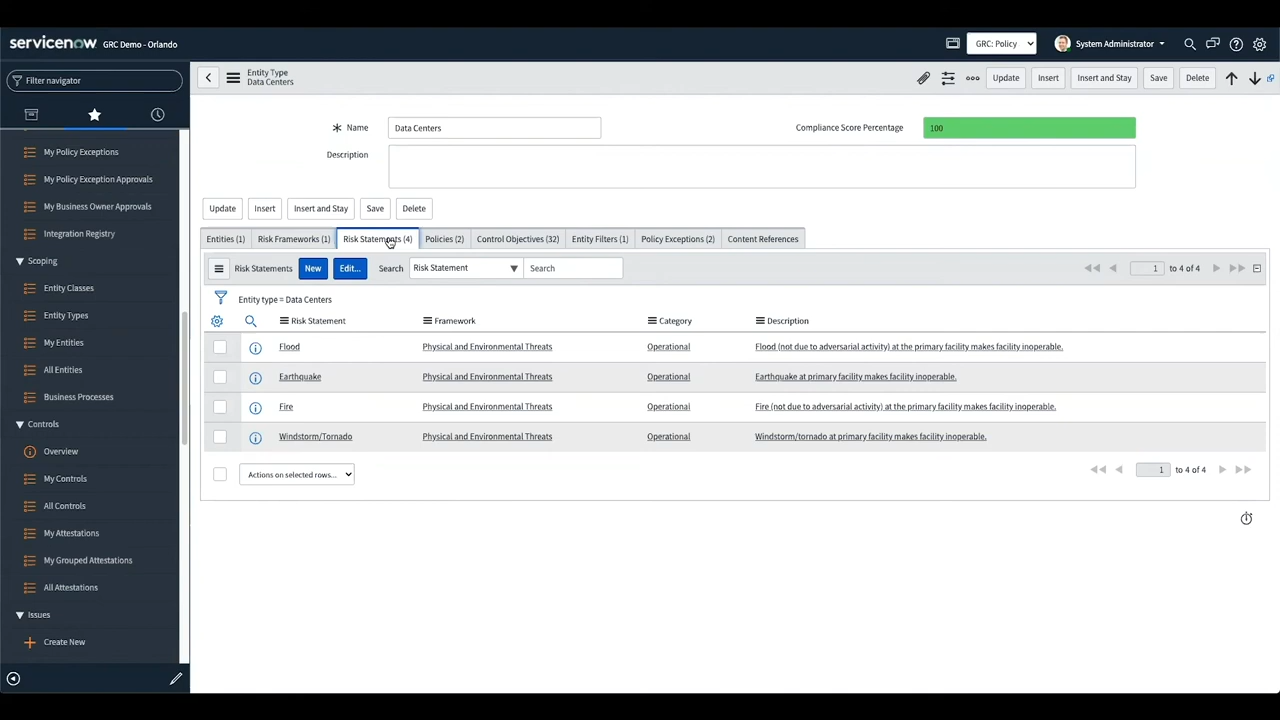 servicenow GRC Demo - Orlando GRC: Policy System Administrator
Filter navigator
Entity Type
Data Centers
Update Insert Insert and Stay Save Delete
My Policy Exceptions
My Policy Exception Approvals
My Business Owner Approvals
Integration Registry
Scoping
Entity Classes
Entity Types
My Entities
All Entities
Business Processes
Controls
Overview
My Controls
All Controls
My Attestations
My Grouped Attestations
All Attestations
Issues
Create New
Name Data Centers Compliance Score Percentage 100
Description
Update Insert Insert and Stay Save Delete
Entities (1) Risk Frameworks (1) Risk Statements (4) Policies (2) Control Objectives (32) Entity Filters (1) Policy Exceptions (2) Content References
Risk Statements New Edit... Search Risk Statement Search 1 to 4 of 4
Entity type = Data Centers
Risk Statement Framework Category Description
Flood Physical and Environmental Threats Operational Flood (not due to adversarial activity) at the primary facility makes facility inoperable.
Earthquake Physical and Environmental Threats Operational Earthquake at primary facility makes facility inoperable.
Fire Physical and Environmental Threats Operational Fire (not due to adversarial activity) at the primary facility makes facility inoperable.
Windstorm/Tornado Physical and Environmental Threats Operational Windstorm/tornado at primary facility makes facility inoperable.
Actions on selected rows... 1 to 4 of 4